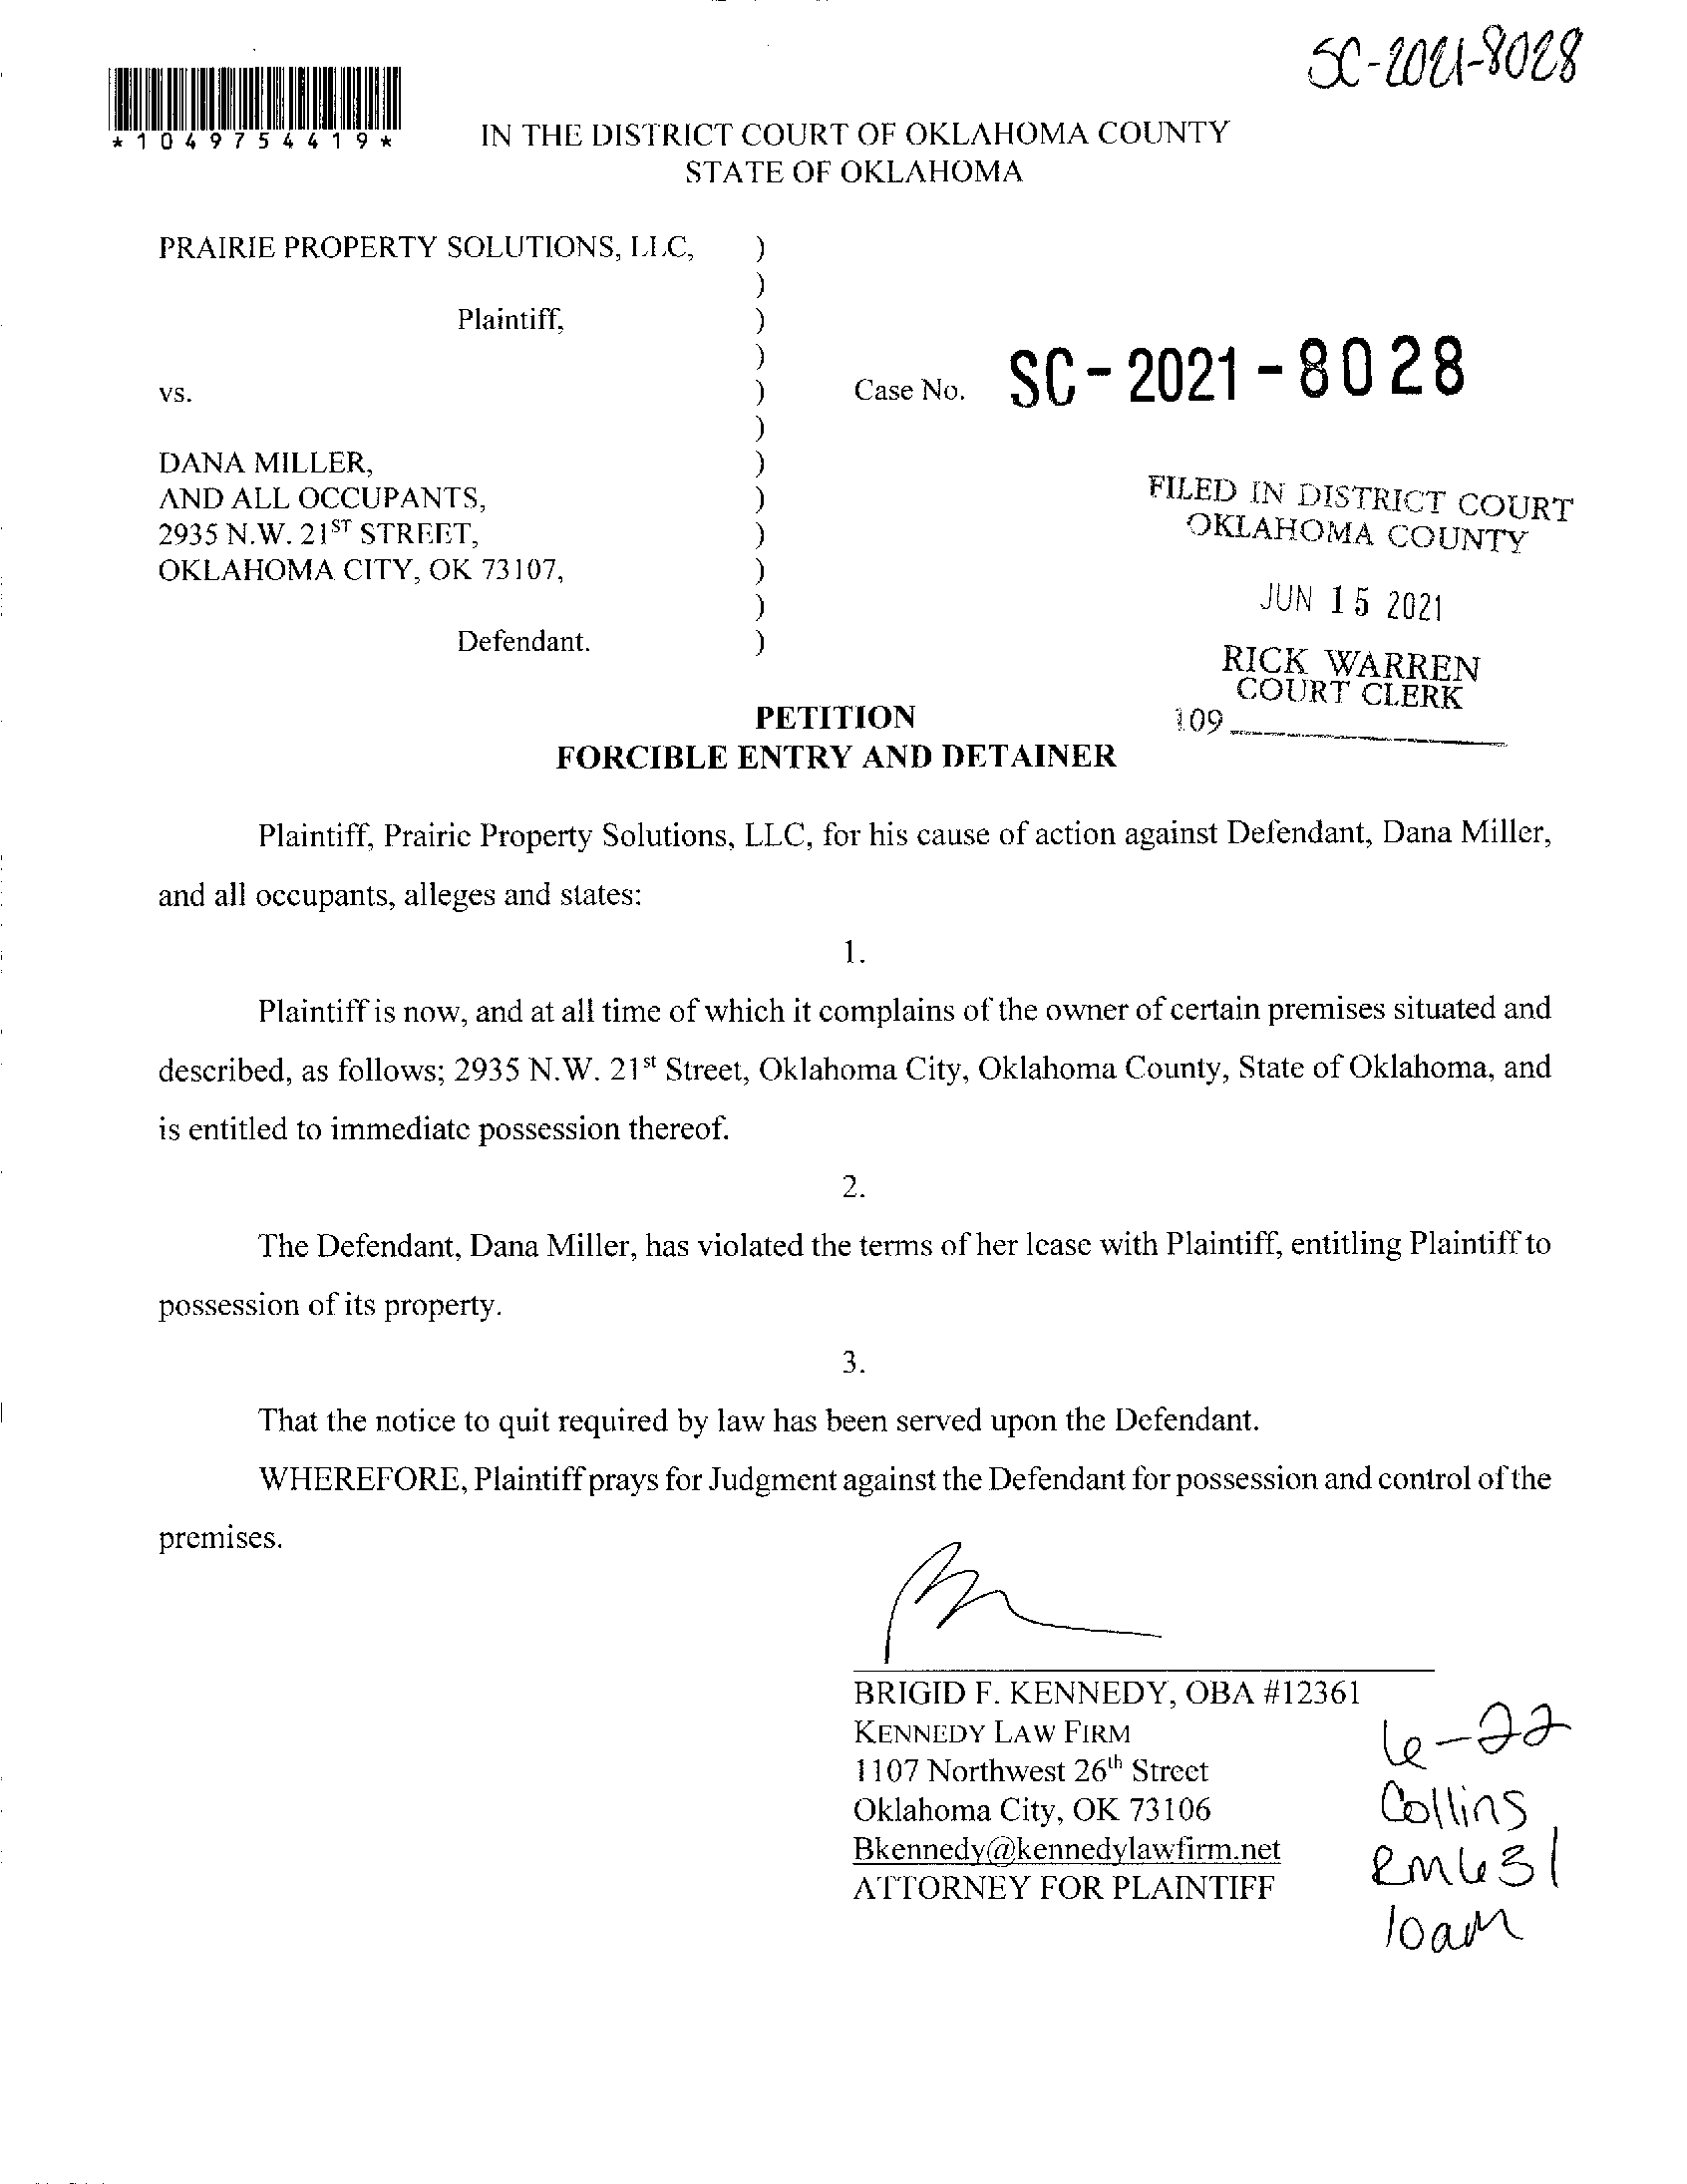 SC-2021-8028
*1049754419*
IN THE DISTRICT COURT OF OKLAHOMA COUNTY
STATE OF OKLAHOMA
PRAIRIE PROPERTY SOLUTIONS, LLC, )
)
Plaintiff, )
)
vs. ) Case No. SC-2021-8028
)
DANA MILLER, )
AND ALL OCCUPANTS, )
2935 N.W. 21ST STREET, )
OKLAHOMA CITY, OK 73107, )
)
Defendant. )
FILED IN DISTRICT COURT
OKLAHOMA COUNTY
JUN 15 2021
RICK WARREN
COURT CLERK
109
PETITION
FORCIBLE ENTRY AND DETAINER
Plaintiff, Prairie Property Solutions, LLC, for his cause of action against Defendant, Dana Miller,
and all occupants, alleges and states:
1.
Plaintiff is now, and at all time of which it complains of the owner of certain premises situated and
described, as follows; 2935 N.W. 21st Street, Oklahoma City, Oklahoma County, State of Oklahoma, and
is entitled to immediate possession thereof.
2.
The Defendant, Dana Miller, has violated the terms of her lease with Plaintiff, entitling Plaintiff to
possession of its property.
3.
That the notice to quit required by law has been served upon the Defendant.
WHEREFORE, Plaintiff prays for Judgment against the Defendant for possession and control of the
premises.
BRIGID F. KENNEDY, OBA #12361
KENNEDY LAW FIRM
1107 Northwest 26th Street
Oklahoma City, OK 73106
Bkennedy@kennedylawfirm.net
ATTORNEY FOR PLAINTIFF
6-22
Collins
Rm631
10am